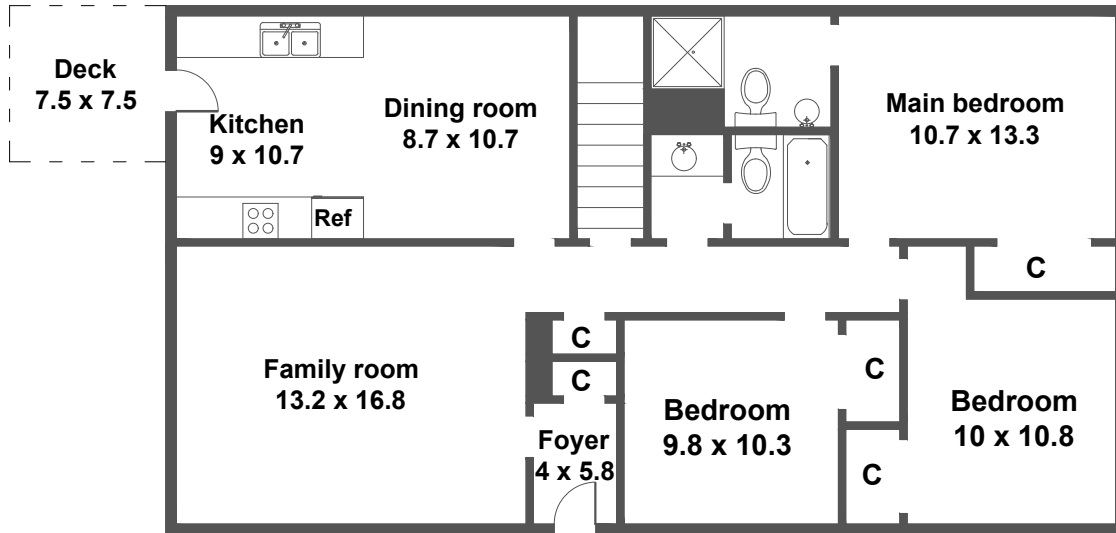 Deck
7.5 x 7.5
Kitchen
9 x 10.7
Dining room
8.7 x 10.7
Main bedroom
10.7 x 13.3
Ref
C
Family room
13.2 x 16.8
C
C
Foyer
4 x 5.8
Bedroom
9.8 x 10.3
C
C
Bedroom
10 x 10.8